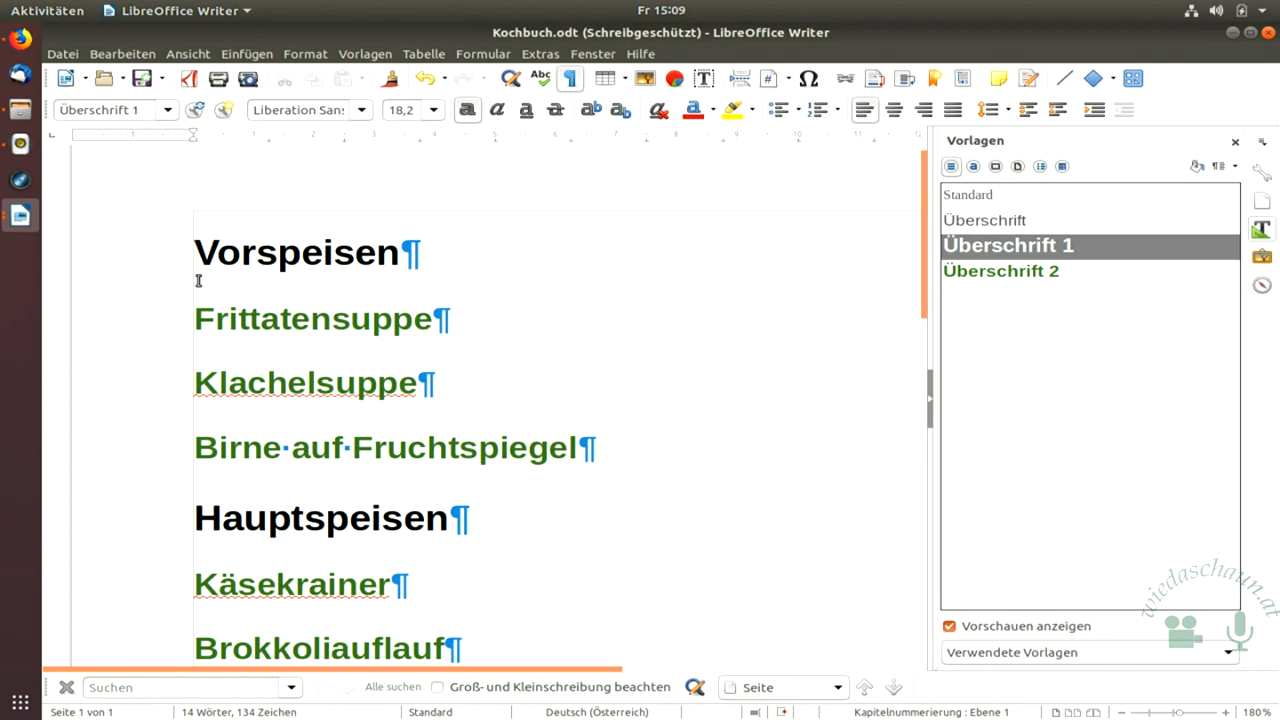 Aktivitäten LibreOffice Writer Fr 15:09
Kochbuch.odt (Schreibgeschützt) - LibreOffice Writer
Datei Bearbeiten Ansicht Einfügen Format Vorlagen Tabelle Formular Extras Fenster Hilfe
Überschrift 1 Liberation Sans 18,2
Vorlagen
Standard
Überschrift
Überschrift 1
Überschrift 2
Vorspeisen¶
Frittatensuppe¶
Klachelsuppe¶
Birne·auf·Fruchtspiegel¶
Hauptspeisen¶
Käsekrainer¶
Brokkoliauflauf¶
wiedaschaun.at
Vorschauen anzeigen
Verwendete Vorlagen
Suchen Alle suchen Groß- und Kleinschreibung beachten Seite
Seite 1 von 1 14 Wörter, 134 Zeichen Standard Deutsch (Österreich) Kapitelnummerierung: Ebene 1 180%